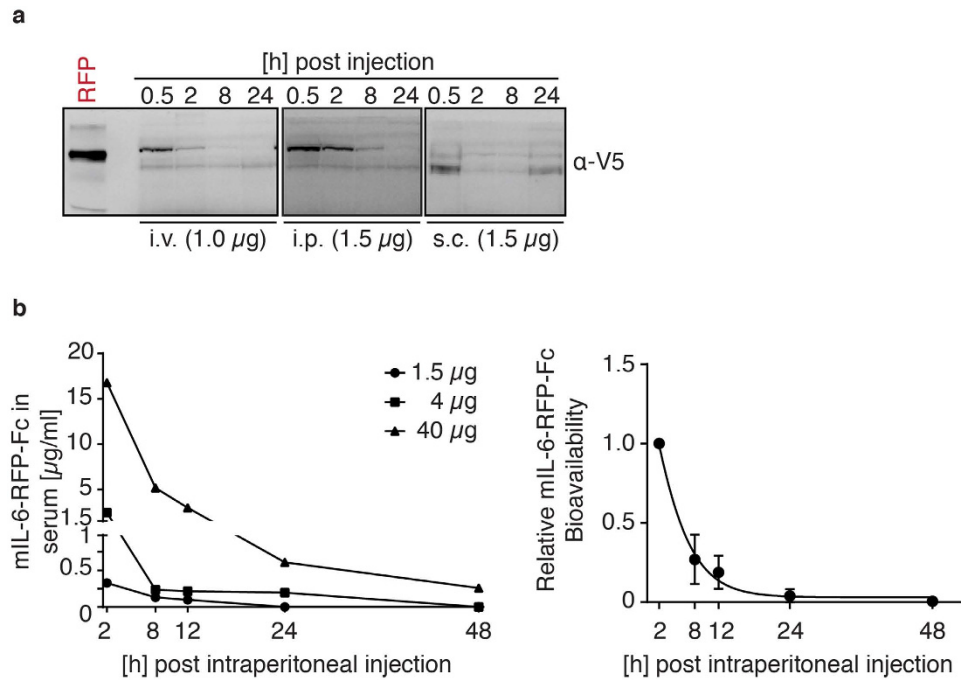 a
RFP
[h] post injection
0.5 2 8 24 0.5 2 8 24 0.5 2 8 24
α-V5
i.v. (1.0 µg) i.p. (1.5 µg) s.c. (1.5 µg)
b
mIL-6-RFP-Fc in
serum [µg/ml]
20
15
10
5
1.5
1
0.5
0
1.5 µg
4 µg
40 µg
2 8 12 24 48
[h] post intraperitoneal injection
Relative mIL-6-RFP-Fc
Bioavailability
1.5
1.0
0.5
0
2 8 12 24 48
[h] post intraperitoneal injection